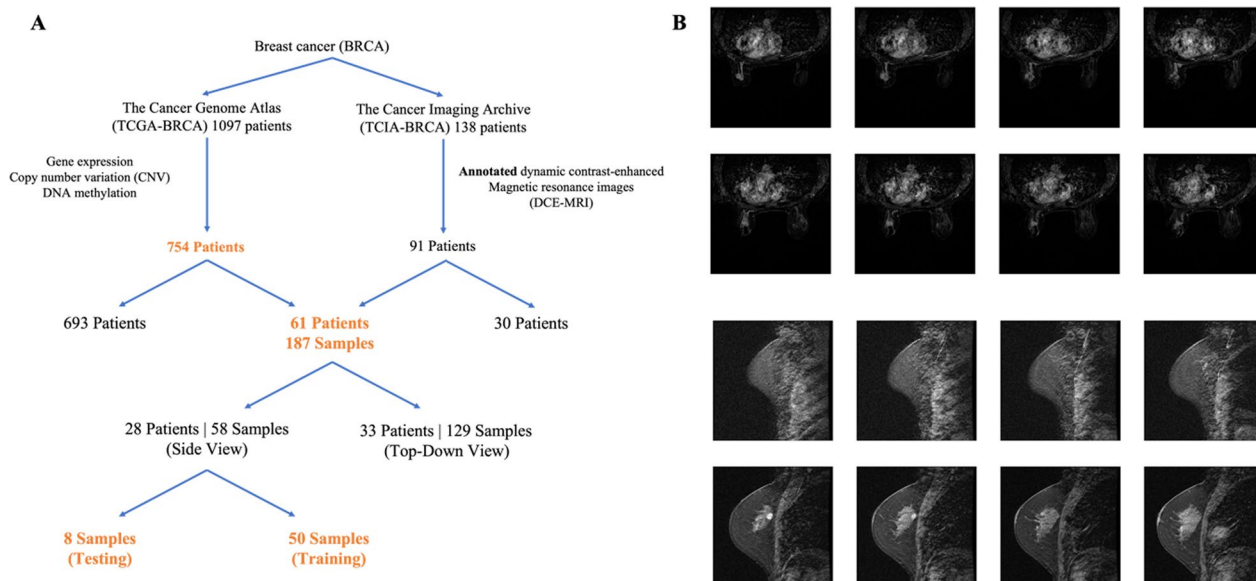 A
B
Breast cancer (BRCA)
The Cancer Genome Atlas
(TCGA-BRCA) 1097 patients
The Cancer Imaging Archive
(TCIA-BRCA) 138 patients
Gene expression
Copy number variation (CNV)
DNA methylation
Annotated dynamic contrast-enhanced
Magnetic resonance images
(DCE-MRI)
754 Patients
91 Patients
693 Patients
61 Patients
187 Samples
30 Patients
28 Patients | 58 Samples
(Side View)
33 Patients | 129 Samples
(Top-Down View)
8 Samples
(Testing)
50 Samples
(Training)